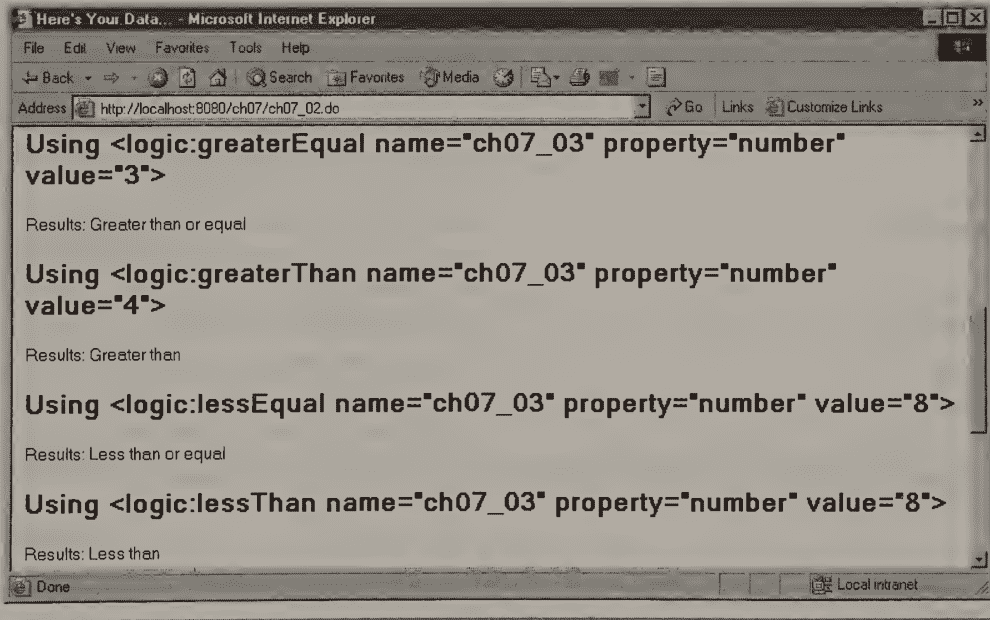 Here's Your Data... - Microsoft Internet Explorer
File Edit View Favorites Tools Help
Back Search Favorites Media
Address http://localhost:8080/ch07/ch07_02.do Go Links Customize Links »
Using <logic:greaterEqual name="ch07_03" property="number"
value="3">
Results: Greater than or equal
Using <logic:greaterThan name="ch07_03" property="number"
value="4">
Results: Greater than
Using <logic:lessEqual name="ch07_03" property="number" value="8">
Results: Less than or equal
Using <logic:lessThan name="ch07_03" property="number" value="8">
Results: Less than
Done Local intranet